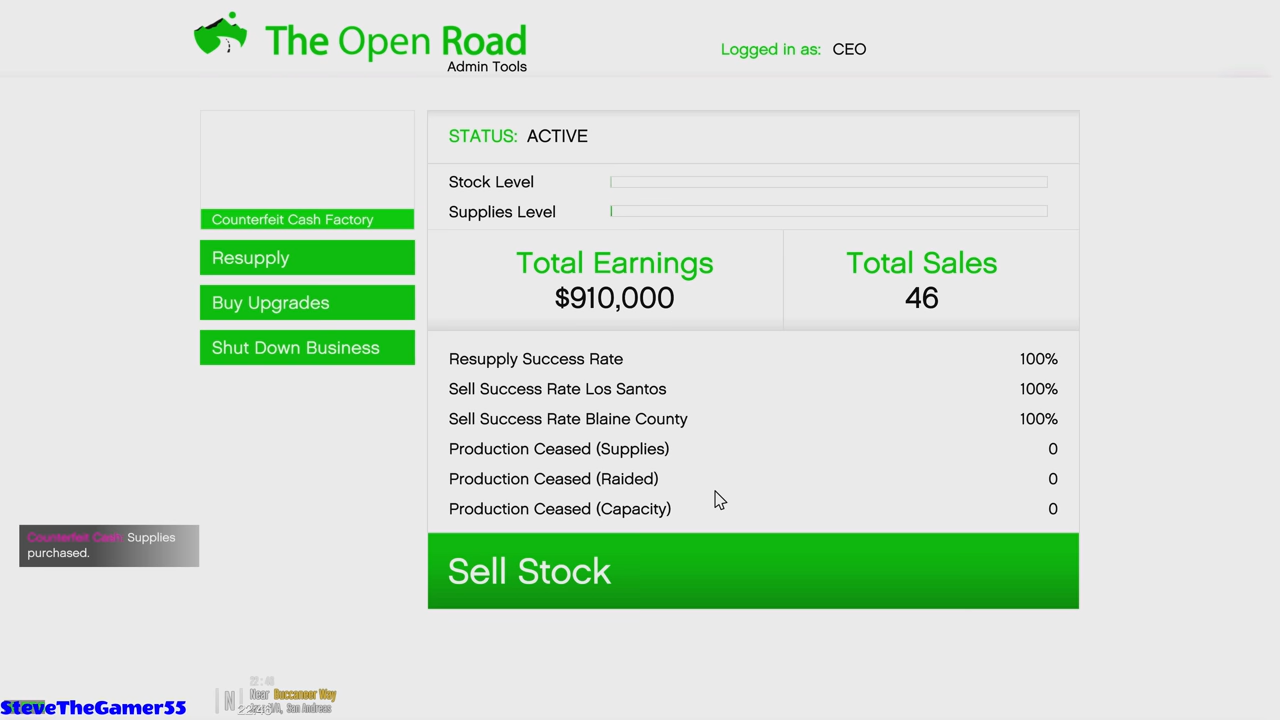 The Open Road
Admin Tools
Logged in as: CEO
Counterfeit Cash Factory
Resupply
Buy Upgrades
Shut Down Business
STATUS: ACTIVE
Stock Level
Supplies Level
Total Earnings
$910,000
Total Sales
46
Resupply Success Rate 100%
Sell Success Rate Los Santos 100%
Sell Success Rate Blaine County 100%
Production Ceased (Supplies) 0
Production Ceased (Raided) 0
Production Ceased (Capacity) 0
Sell Stock
Counterfeit Cash Supplies
purchased.
SteveTheGamer55
N
Near Buccaneer Way
San Andreas